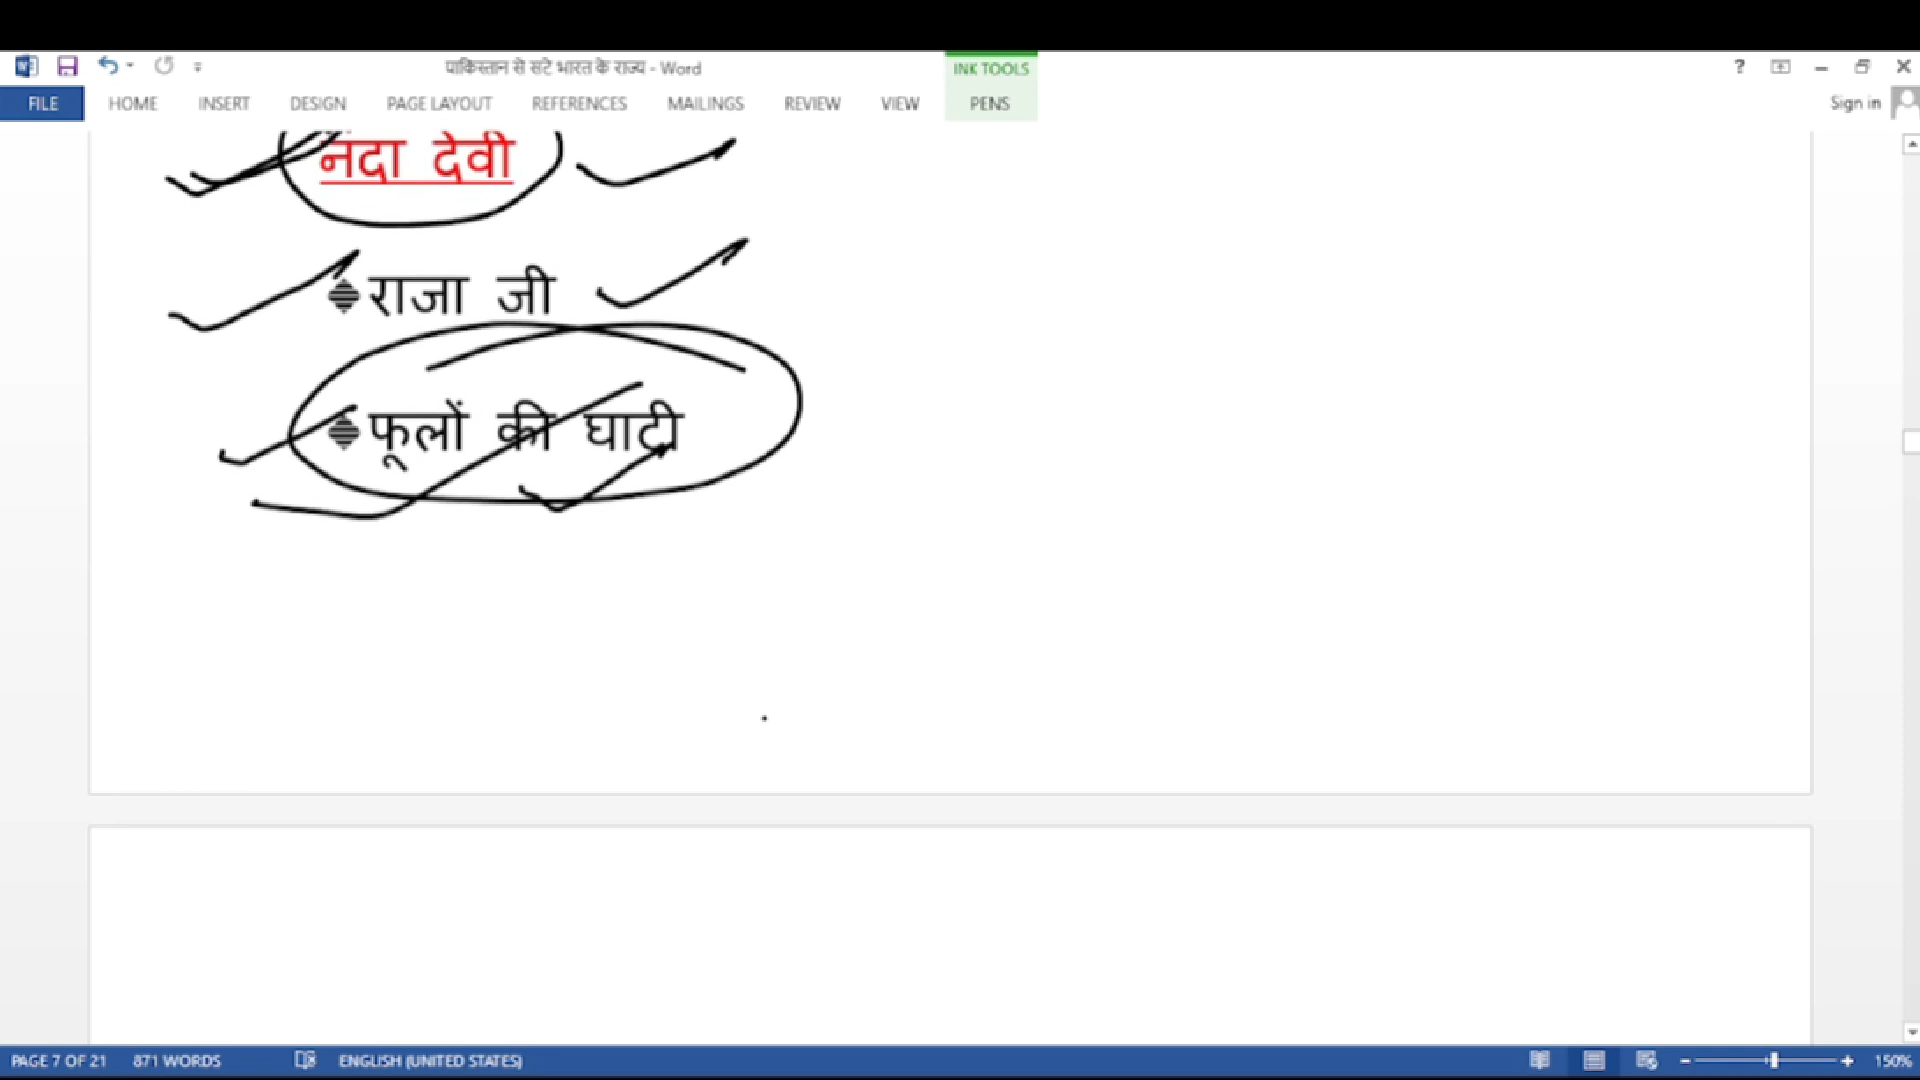 पाकिस्तान से सटे भारत के राज्य - Word
INK TOOLS
? 
FILE HOME INSERT DESIGN PAGE LAYOUT REFERENCES MAILINGS REVIEW VIEW PENS Sign in
नंदा देवी
राजा जी
फूलों की घाटी
PAGE 7 OF 21 871 WORDS ENGLISH (UNITED STATES) 150%